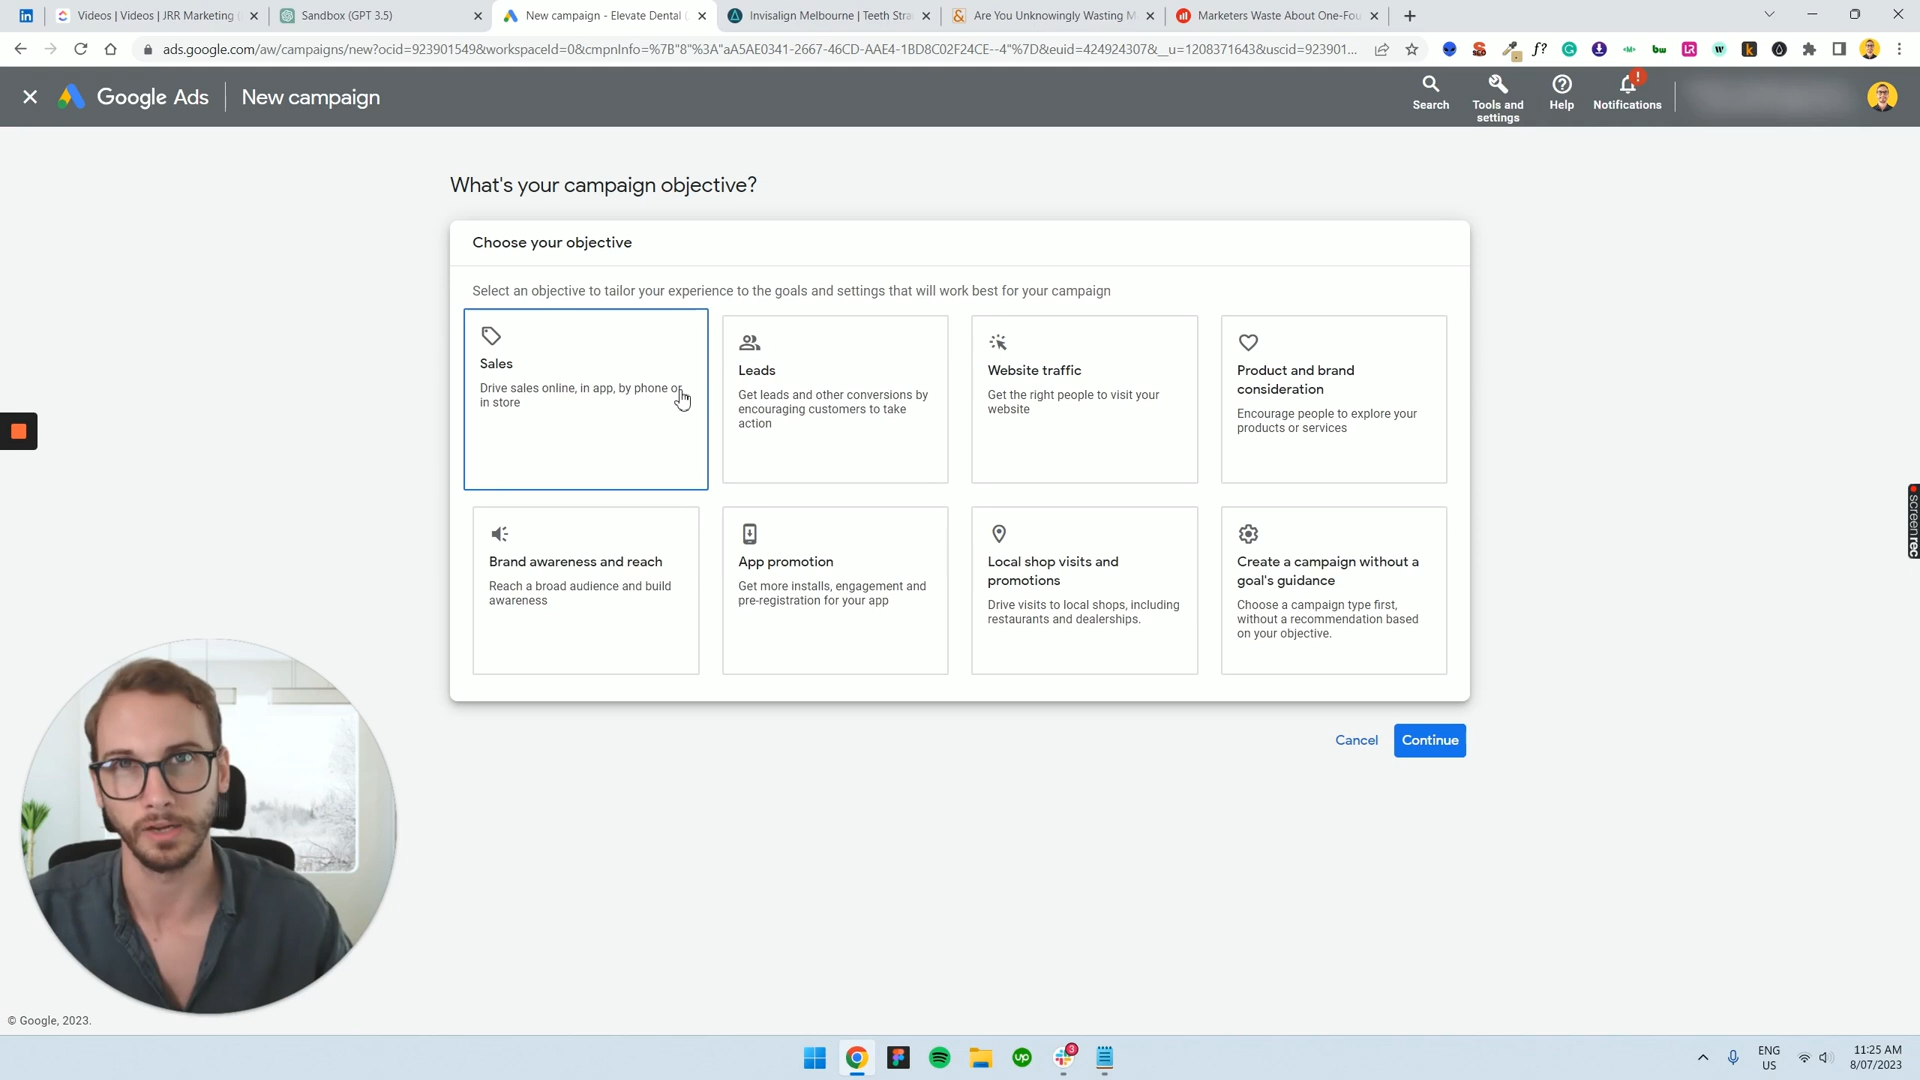 Videos | Videos | JRR Marketing
Sandbox (GPT 3.5)
New campaign - Elevate Dental
Invisalign Melbourne | Teeth Stra
Are You Unknowingly Wasting M
Marketers Waste About One-Fou
ads.google.com/aw/campaigns/new?ocid=923901549&workspaceId=0&cmpnInfo=%7B"8"%3A"aA5AE0341-2667-46CD-AAE4-1BD8C02F24CE--4"%7D&euid=424924307&__u=1208371643&uscid=923901...
Google Ads
New campaign
Search
Tools and
settings
Help
Notifications
What's your campaign objective?
Choose your objective
Select an objective to tailor your experience to the goals and settings that will work best for your campaign
Sales
Drive sales online, in app, by phone or
in store
Leads
Get leads and other conversions by
encouraging customers to take
action
Website traffic
Get the right people to visit your
website
Product and brand
consideration
Encourage people to explore your
products or services
Brand awareness and reach
Reach a broad audience and build
awareness
App promotion
Get more installs, engagement and
pre-registration for your app
Local shop visits and
promotions
Drive visits to local shops, including
restaurants and dealerships.
Create a campaign without a
goal's guidance
Choose a campaign type first,
without a recommendation based
on your objective.
Cancel
Continue
screenrec
© Google, 2023.
3
ENG
US
11:25 AM
8/07/2023